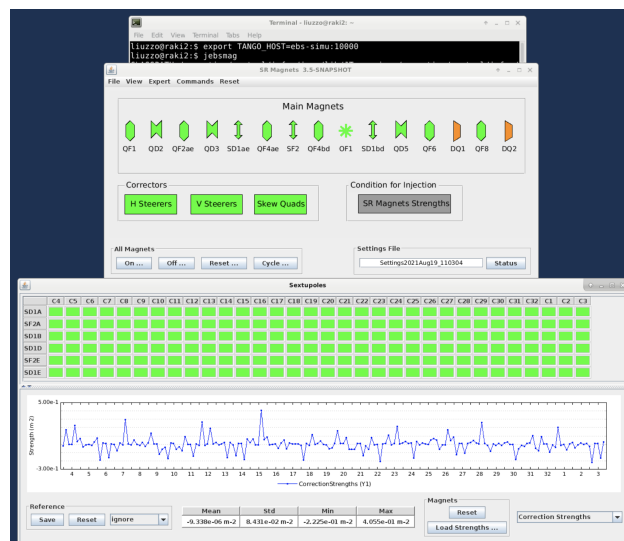 Terminal - liuzzo@raki2: ~
File Edit View Terminal Tabs Help
liuzzo@raki2:$ export TANGO_HOST=ebs-simu:10000
liuzzo@raki2:$ jebsmag
SR Magnets 3.5-SNAPSHOT
File View Expert Commands Reset
Main Magnets
QF1 QD2 QF2ae QD3 SD1ae QF4ae SF2 QF4bd OF1 SD1bd QD5 QF6 DQ1 QF8 DQ2
Correctors
Condition for Injection
H Steerers V Steerers Skew Quads SR Magnets Strengths
All Magnets
Settings File
On ... Off ... Reset ... Cycle ... Settings2021Aug19_110304 Status
Sextupoles
C4 C5 C6 C7 C8 C9 C10 C11 C12 C13 C14 C15 C16 C17 C18 C19 C20 C21 C22 C23 C24 C25 C26 C27 C28 C29 C30 C31 C32 C1 C2 C3
SD1A
SF2A
SD1B
SD1D
SF2E
SD1E
5.00e-1
Strength (m-2)
-3.00e-1
4 5 6 7 8 9 10 11 12 13 14 15 16 17 18 19 20 21 22 23 24 25 26 27 28 29 30 31 32 1 2 3
CorrectionStrengths (Y1)
Reference
Save Reset ignore
Mean Std Min Max
-9.338e-06 m-2 8.431e-02 m-2 -2.225e-01 m-2 4.055e-01 m-2
Magnets
Reset
Load Strengths ...
Correction Strengths